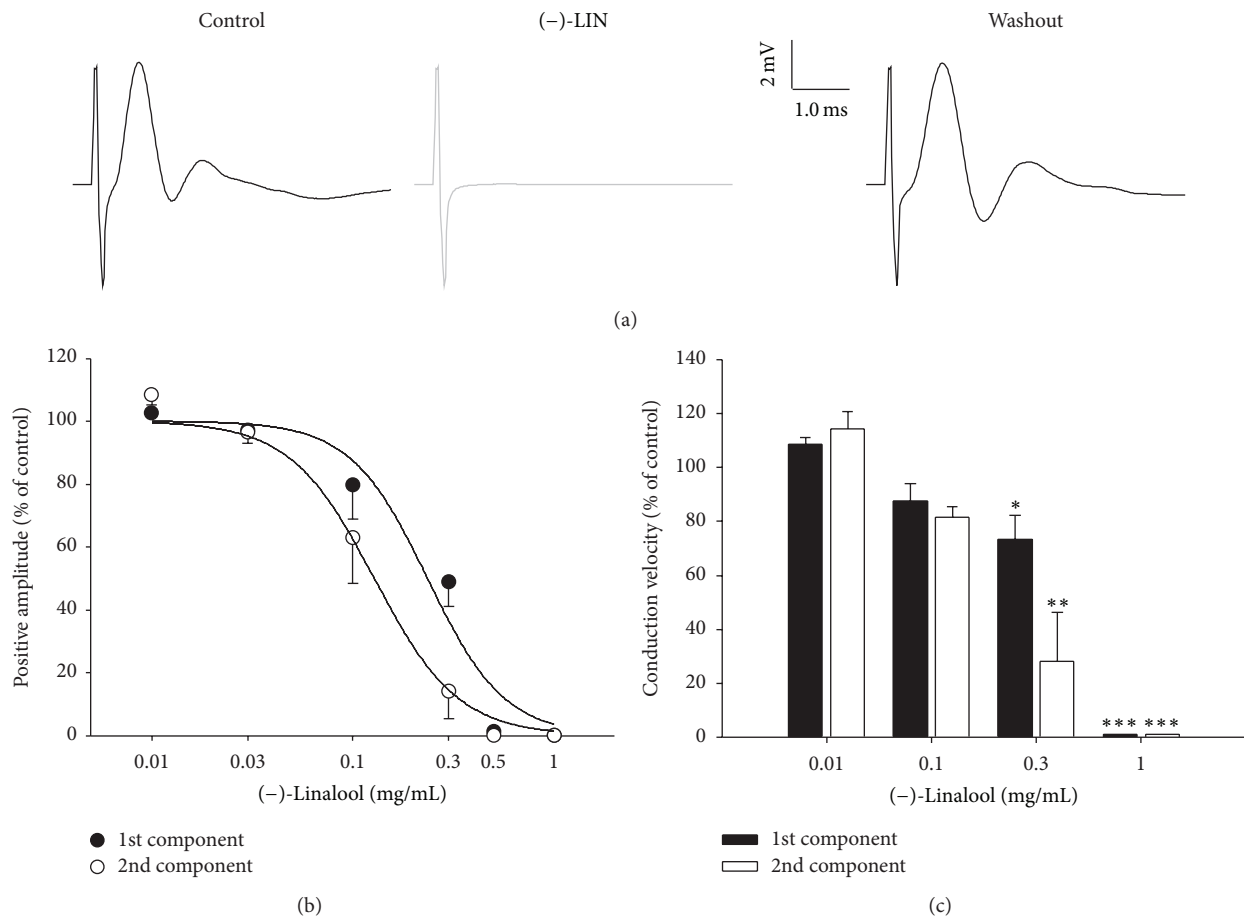 Control
(−)-LIN
Washout
2 mV
1.0 ms
(a)
Positive amplitude (% of control)
120
100
80
60
40
20
0
0.01 0.03 0.1 0.3 0.5 1
(−)-Linalool (mg/mL)
1st component
2nd component
(b)
Conduction velocity (% of control)
140
120
100
80
60
40
20
0
*
**
*** ***
0.01 0.1 0.3 1
(−)-Linalool (mg/mL)
1st component
2nd component
(c)